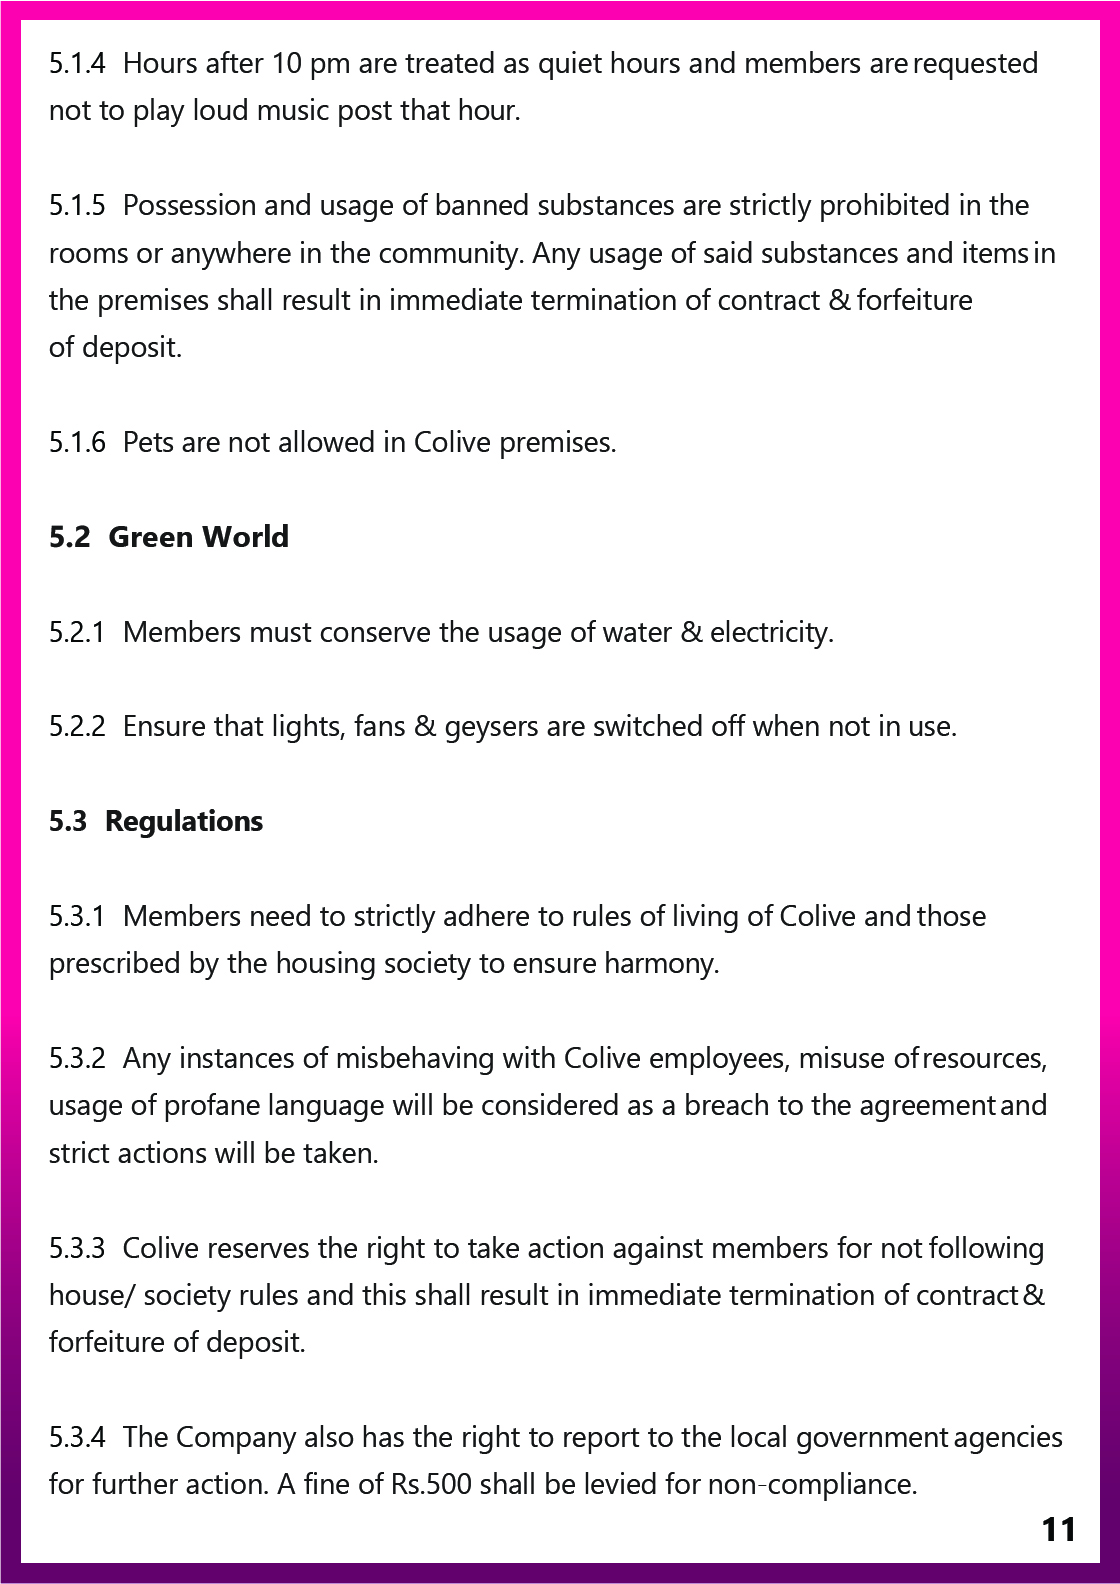 5.1.4 Hours after 10 pm are treated as quiet hours and members are requested
not to play loud music post that hour.
5.1.5 Possession and usage of banned substances are strictly prohibited in the
rooms or anywhere in the community. Any usage of said substances and items in
the premises shall result in immediate termination of contract & forfeiture
of deposit.
5.1.6 Pets are not allowed in Colive premises.
5.2 Green World
5.2.1 Members must conserve the usage of water & electricity.
5.2.2 Ensure that lights, fans & geysers are switched off when not in use.
5.3 Regulations
5.3.1 Members need to strictly adhere to rules of living of Colive and those
prescribed by the housing society to ensure harmony.
5.3.2 Any instances of misbehaving with Colive employees, misuse of resources,
usage of profane language will be considered as a breach to the agreement and
strict actions will be taken.
5.3.3 Colive reserves the right to take action against members for not following
house/ society rules and this shall result in immediate termination of contract &
forfeiture of deposit.
5.3.4 The Company also has the right to report to the local government agencies
for further action. A fine of Rs.500 shall be levied for non-compliance.
11